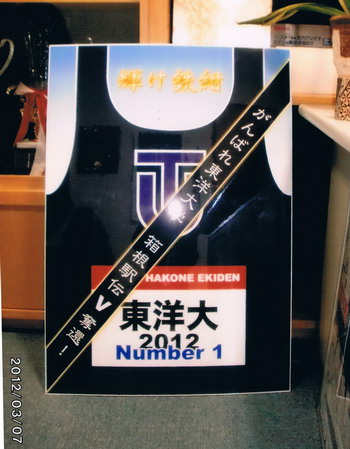 輝け鉄紺
がんばれ東洋大学 箱根駅伝V奪還！
HAKONE EKIDEN
東洋大
2012
Number 1
2012/03/07